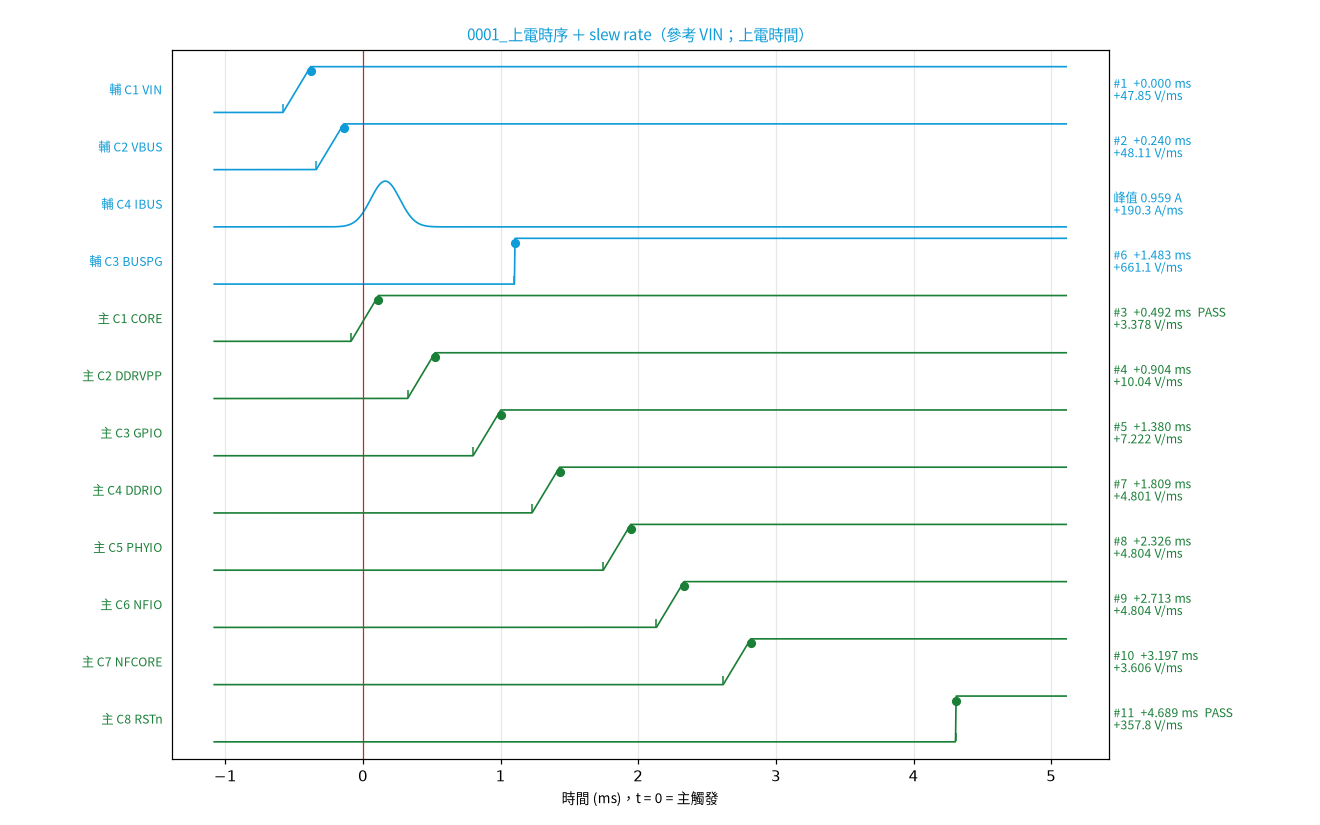 0001_上電時序 ＋ slew rate（參考 VIN；上電時間）
輔 C1 VIN
#1  +0.000 ms
+47.85 V/ms
輔 C2 VBUS
#2  +0.240 ms
+48.11 V/ms
輔 C4 IBUS
峰值 0.959 A
+190.3 A/ms
輔 C3 BUSPG
#6  +1.483 ms
+661.1 V/ms
主 C1 CORE
#3  +0.492 ms  PASS
+3.378 V/ms
主 C2 DDRVPP
#4  +0.904 ms
+10.04 V/ms
主 C3 GPIO
#5  +1.380 ms
+7.222 V/ms
主 C4 DDRIO
#7  +1.809 ms
+4.801 V/ms
主 C5 PHYIO
#8  +2.326 ms
+4.804 V/ms
主 C6 NFIO
#9  +2.713 ms
+4.804 V/ms
主 C7 NFCORE
#10  +3.197 ms
+3.606 V/ms
主 C8 RSTn
#11  +4.689 ms  PASS
+357.8 V/ms
−1 0 1 2 3 4 5
時間 (ms)，t = 0 = 主觸發